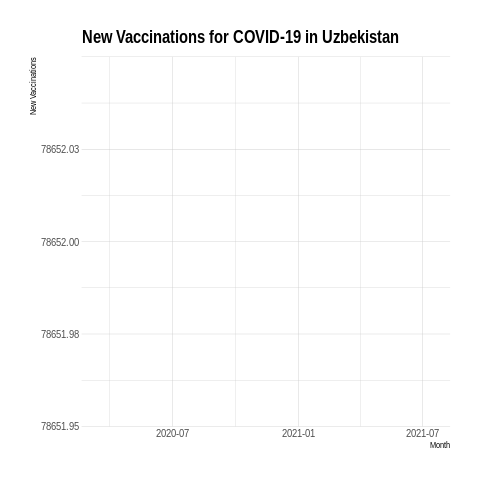 New Vaccinations for COVID-19 in Uzbekistan
New Vaccinations
78652.03
78652.00
78651.98
78651.95
2020-07
2021-01
2021-07
Month